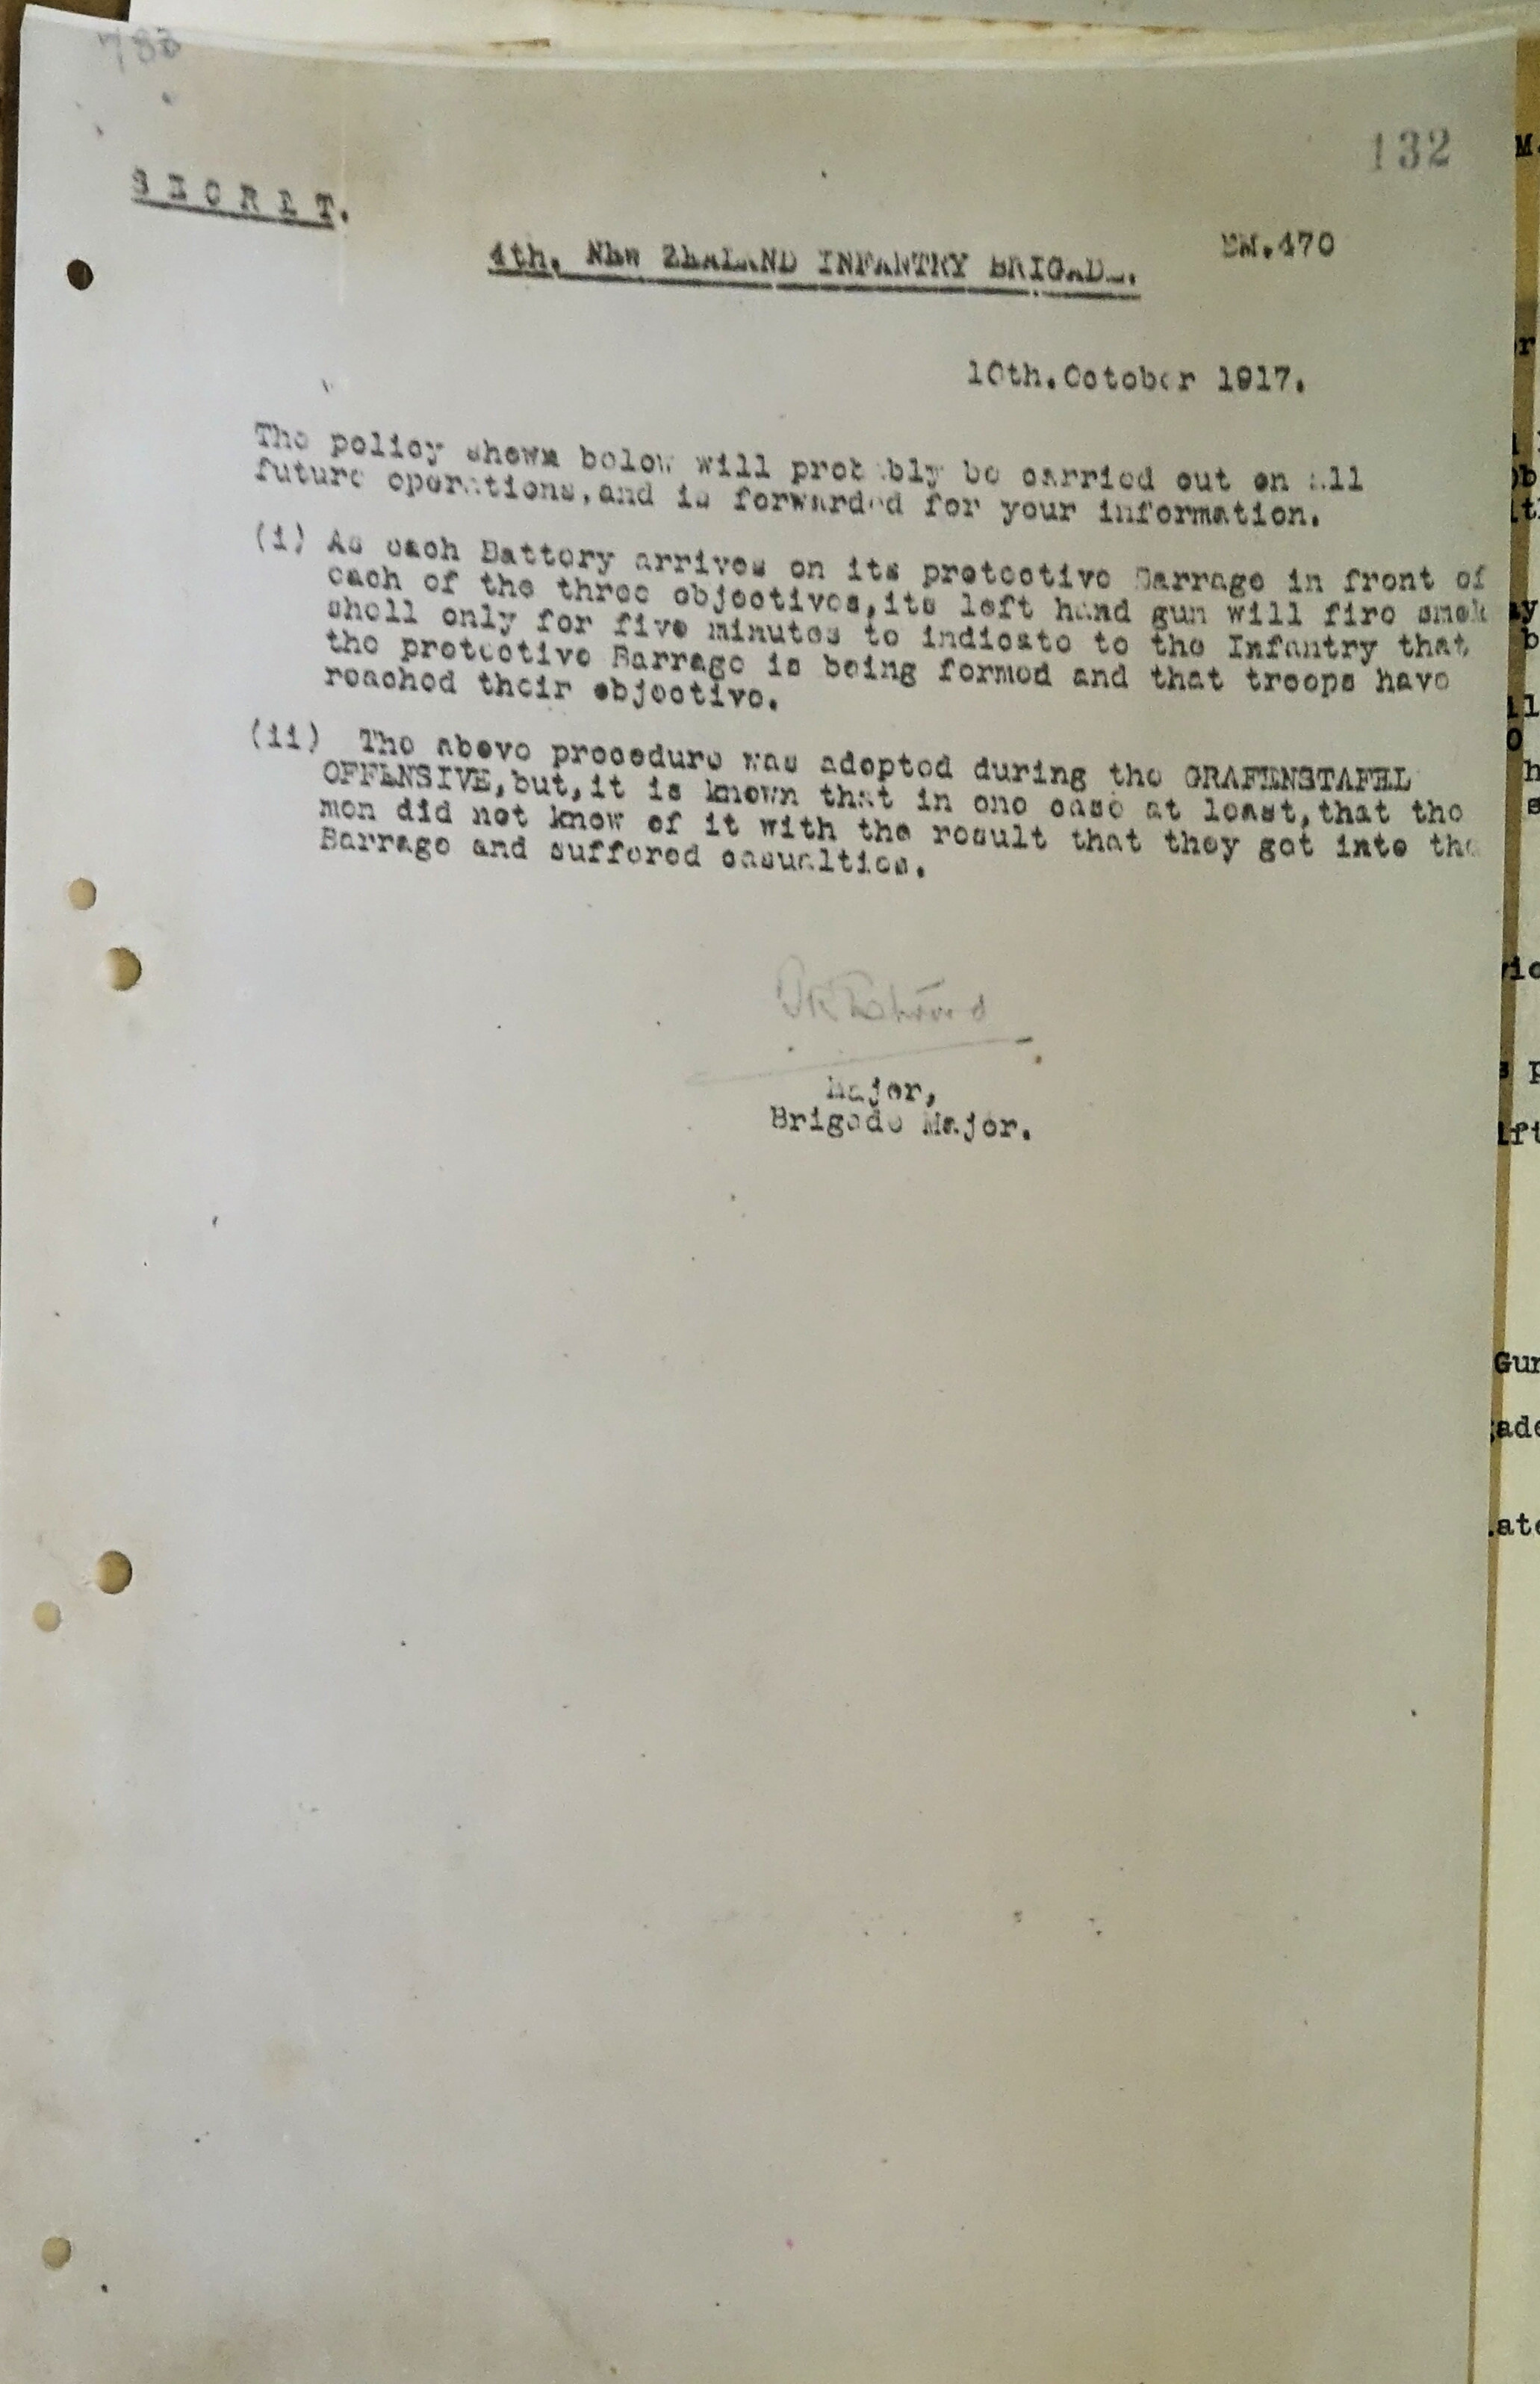 783
132
SECRET.
BM.470
4th. NEW ZEALAND INFANTRY BRIGADE.
10th.October 1917.
The policy shewn below will probably be carried out on all
future operations,and is forwarded for your information.
(i) As each Battery arrives on its protective Barrage in front of
each of the three objectives,its left hand gun will fire smok
shell only for five minutes to indicate to the Infantry that
the protective Barrage is being formed and that troops have
reached their objective.
(ii) The above procedure was adopted during the GRAFENSTAFEL
OFFENSIVE,but,it is known that in one case at least,that the
men did not know of it with the result that they got into the
Barrage and suffered casualties.
Major,
Brigade Major.